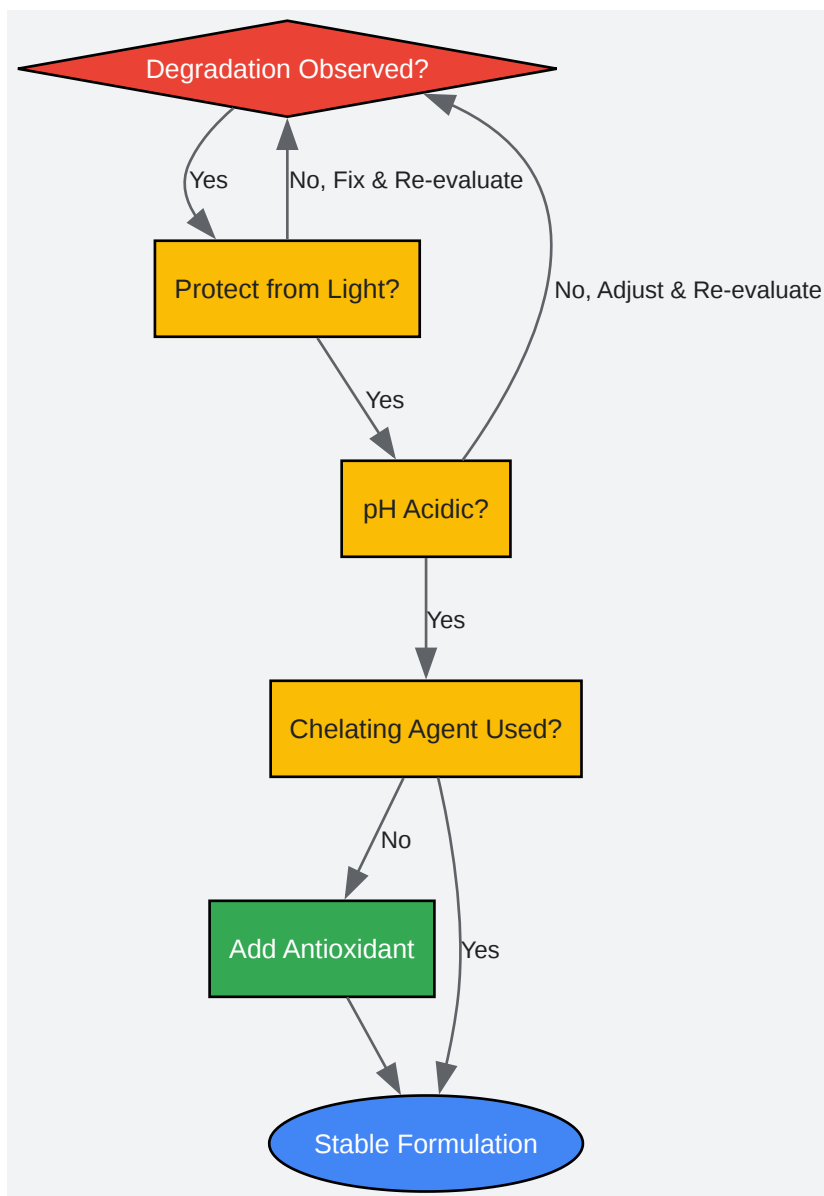 Degradation Observed?
Yes
No, Fix & Re-evaluate
Protect from Light?
No, Adjust & Re-evaluate
Yes
pH Acidic?
Yes
Chelating Agent Used?
No
Add Antioxidant
Yes
Stable Formulation